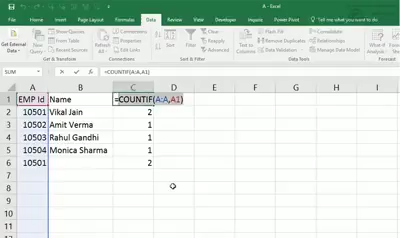 A - Excel
File Home Insert Page Layout Formulas Data Review View Developer Inquire Power Pivot Tell me what you want to do
Get External Data
New Query
Show Queries
From Table
Recent Sources
Get & Transform
Refresh All
Connections
Properties
Edit Links
Connections
Sort
Filter
Clear
Reapply
Advanced
Sort & Filter
Text to Columns
Flash Fill
Remove Duplicates
Data Validation
Consolidate
Relationships
Manage Data Model
Data Tools
What-If Analysis
SUM =COUNTIF(A:A,A1)
A B C D E F G H I
1 EMP Id Name =COUNTIF(A:A,A1)
2 10501 Vikal Jain 2
3 10502 Amit Verma 1
4 10503 Rahul Gandhi 1
5 10504 Monica Sharma 1
6 10501 2
7
8
9
10
11
12